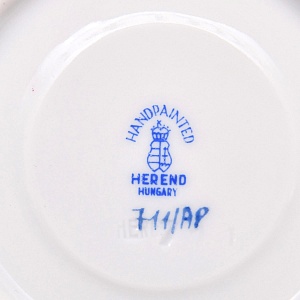 HANDPAINTED
HEREND
HUNGARY
711/AP